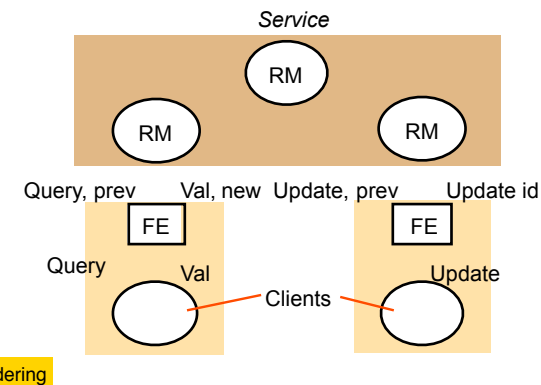 Service
RM
RM
RM
Query, prev Val, new Update, prev Update id
FE
FE
Query
Val
Update
Clients
dering